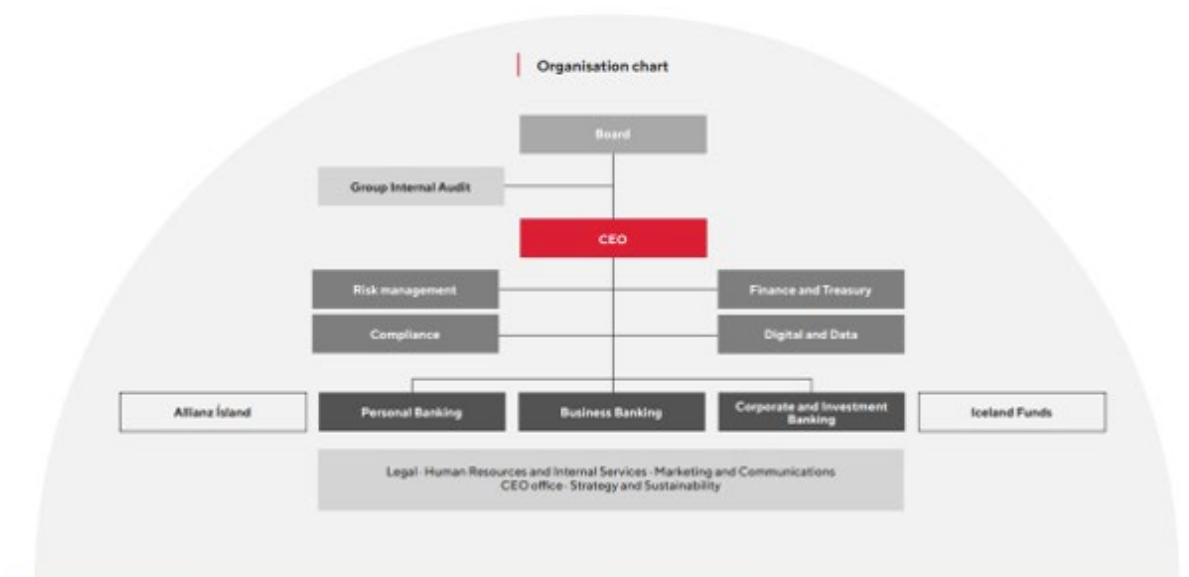 Organisation chart
Board
Group Internal Audit
CEO
Risk management
Finance and Treasury
Compliance
Digital and Data
Allianz Ísland
Personal Banking
Business Banking
Corporate and Investment
Banking
Iceland Funds
Legal · Human Resources and Internal Services · Marketing and Communications
CEO office · Strategy and Sustainability